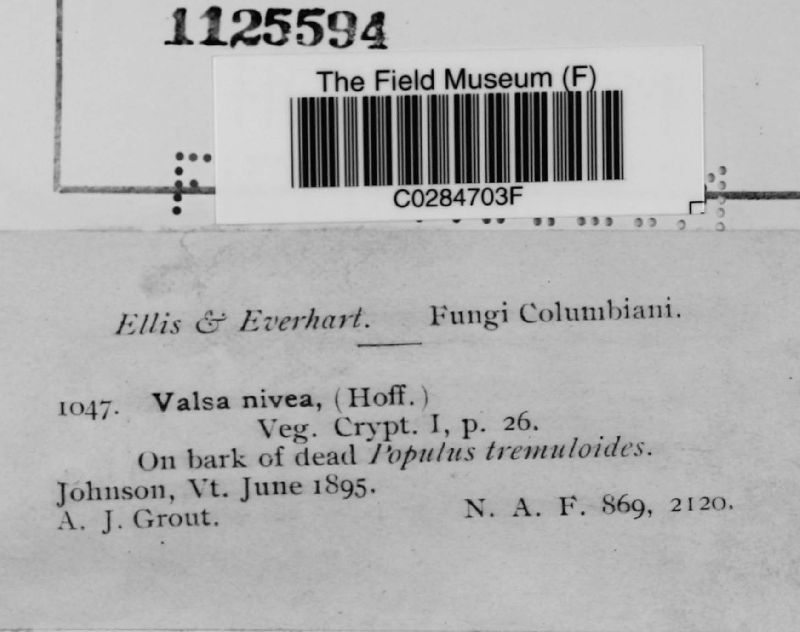 1125594
The Field Museum (F)
C0284703F
Ellis & Everhart. Fungi Columbiani.
1047. Valsa nivea, (Hoff.)
Veg. Crypt. I, p. 26.
On bark of dead Populus tremuloides.
Johnson, Vt. June 1895.
A. J. Grout. N. A. F. 869, 2120.